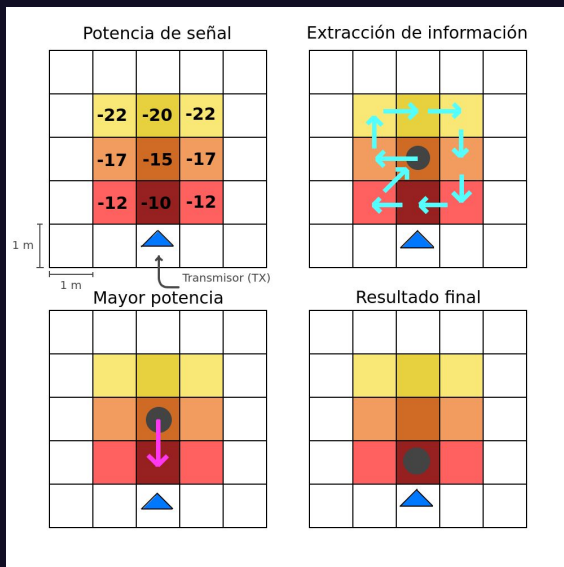 Potencia de señal
Extracción de información
-22 -20 -22
-17 -15 -17
-12 -10 -12
1 m
1 m
Transmisor (TX)
Mayor potencia
Resultado final